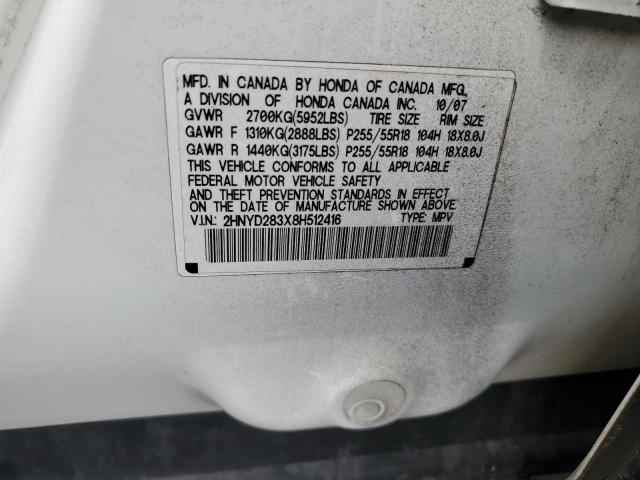 MFD. IN CANADA BY HONDA OF CANADA MFG.,
A DIVISION OF HONDA CANADA INC. 10/07
GVWR 2700KG(5952LBS) TIRE SIZE RIM SIZE
GAWR F 1310KG(2888LBS) P255/55R18 104H 18X8.0J
GAWR R 1440KG(3175LBS) P255/55R18 104H 18X8.0J
THIS VEHICLE CONFORMS TO ALL APPLICABLE
FEDERAL MOTOR VEHICLE SAFETY
AND THEFT PREVENTION STANDARDS IN EFFECT
ON THE DATE OF MANUFACTURE SHOWN ABOVE
V.I.N.: 2HNYD283X8H512416 TYPE: MPV